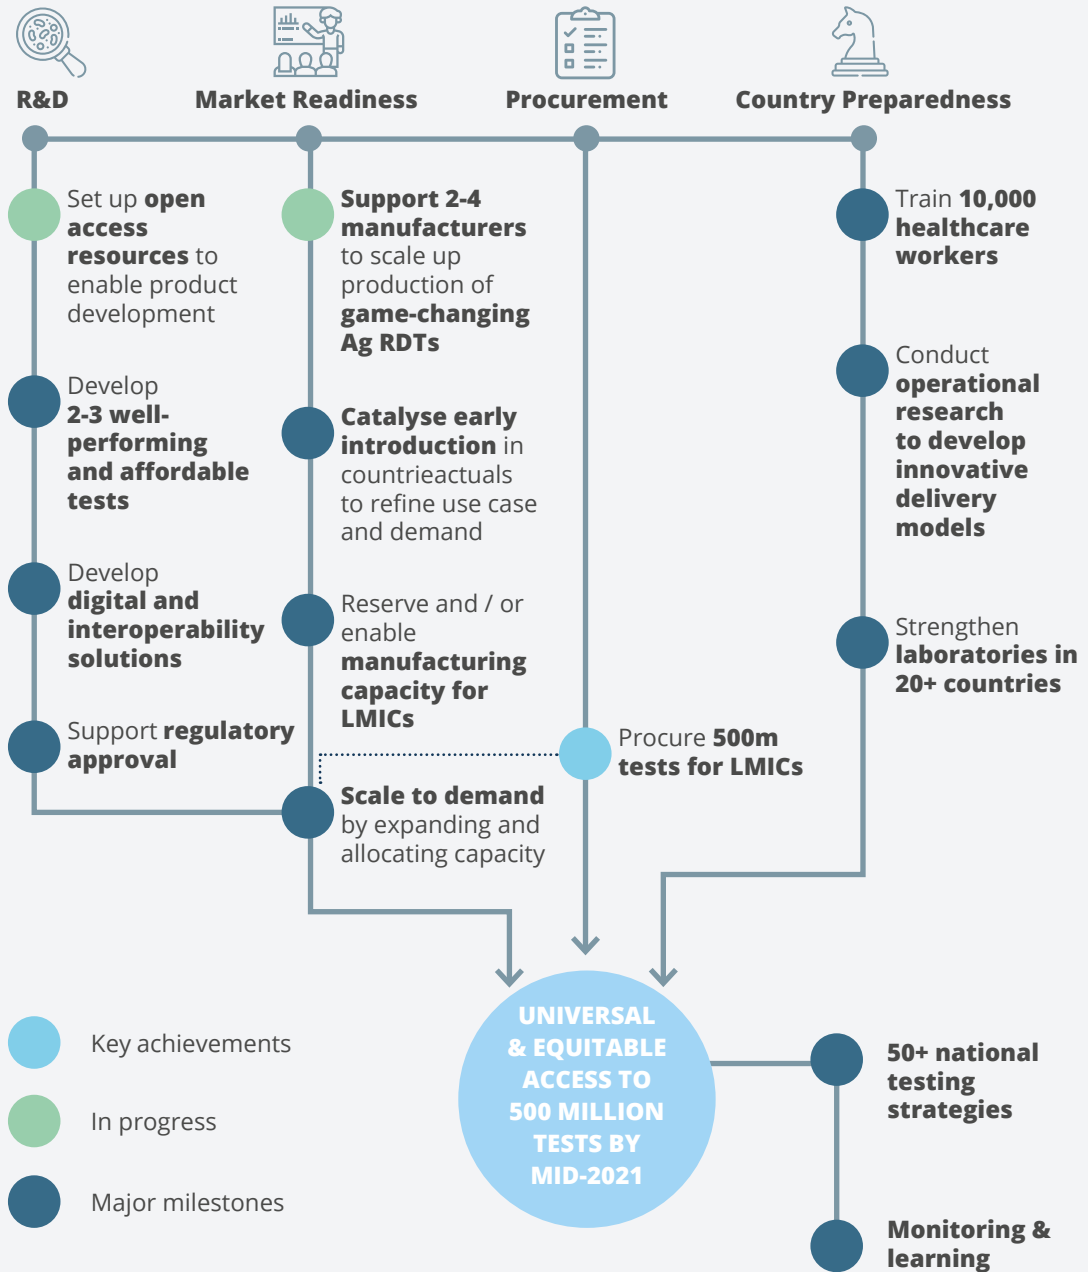 R&D
Market Readiness
Procurement
Country Preparedness
Set up open
access
resources to
enable product
development
Develop
2-3 well-
performing
and affordable
tests
Develop
digital and
interoperability
solutions
Support regulatory
approval
Support 2-4
manufacturers
to scale up
production of
game-changing
Ag RDTs
Catalyse early
introduction in
countrieactuals
to refine use case
and demand
Reserve and / or
enable
manufacturing
capacity for
LMICs
Scale to demand
by expanding and
allocating capacity
Procure 500m
tests for LMICs
Train 10,000
healthcare
workers
Conduct
operational
research
to develop
innovative
delivery
models
Strengthen
laboratories in
20+ countries
UNIVERSAL
& EQUITABLE
ACCESS TO
500 MILLION
TESTS BY
MID-2021
50+ national
testing
strategies
Monitoring &
learning
Key achievements
In progress
Major milestones